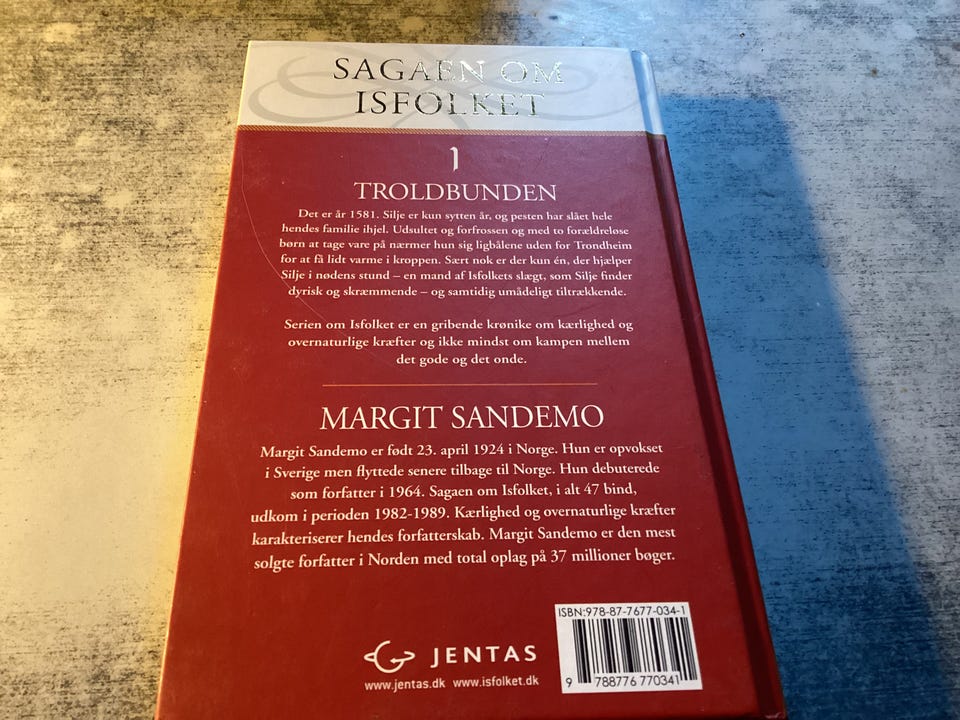 SAGAEN OM
ISFOLKET
1
TROLDBUNDEN
Det er år 1581. Silje er kun sytten år, og pesten har slået hele
hendes familie ihjel. Udsultet og forfrossen og med to forældreløse
børn at tage vare på nærmer hun sig ligbålene uden for Trondheim
for at få lidt varme i kroppen. Sært nok er der kun én, der hjælper
Silje i nødens stund – en mand af Isfolkets slægt, som Silje finder
dyrisk og skræmmende – og samtidig umådeligt tiltrækkende.
Serien om Isfolket er en gribende krønike om kærlighed og
overnaturlige kræfter og ikke mindst om kampen mellem
det gode og det onde.
MARGIT SANDEMO
Margit Sandemo er født 23. april 1924 i Norge. Hun er opvokset
i Sverige men flyttede senere tilbage til Norge. Hun debuterede
som forfatter i 1964. Sagaen om Isfolket, i alt 47 bind,
udkom i perioden 1982-1989. Kærlighed og overnaturlige kræfter
karakteriserer hendes forfatterskab. Margit Sandemo er den mest
solgte forfatter i Norden med total oplag på 37 millioner bøger.
ISBN:978-87-7677-034-1
JENTAS
www.jentas.dk www.isfolket.dk
9 788776 770341